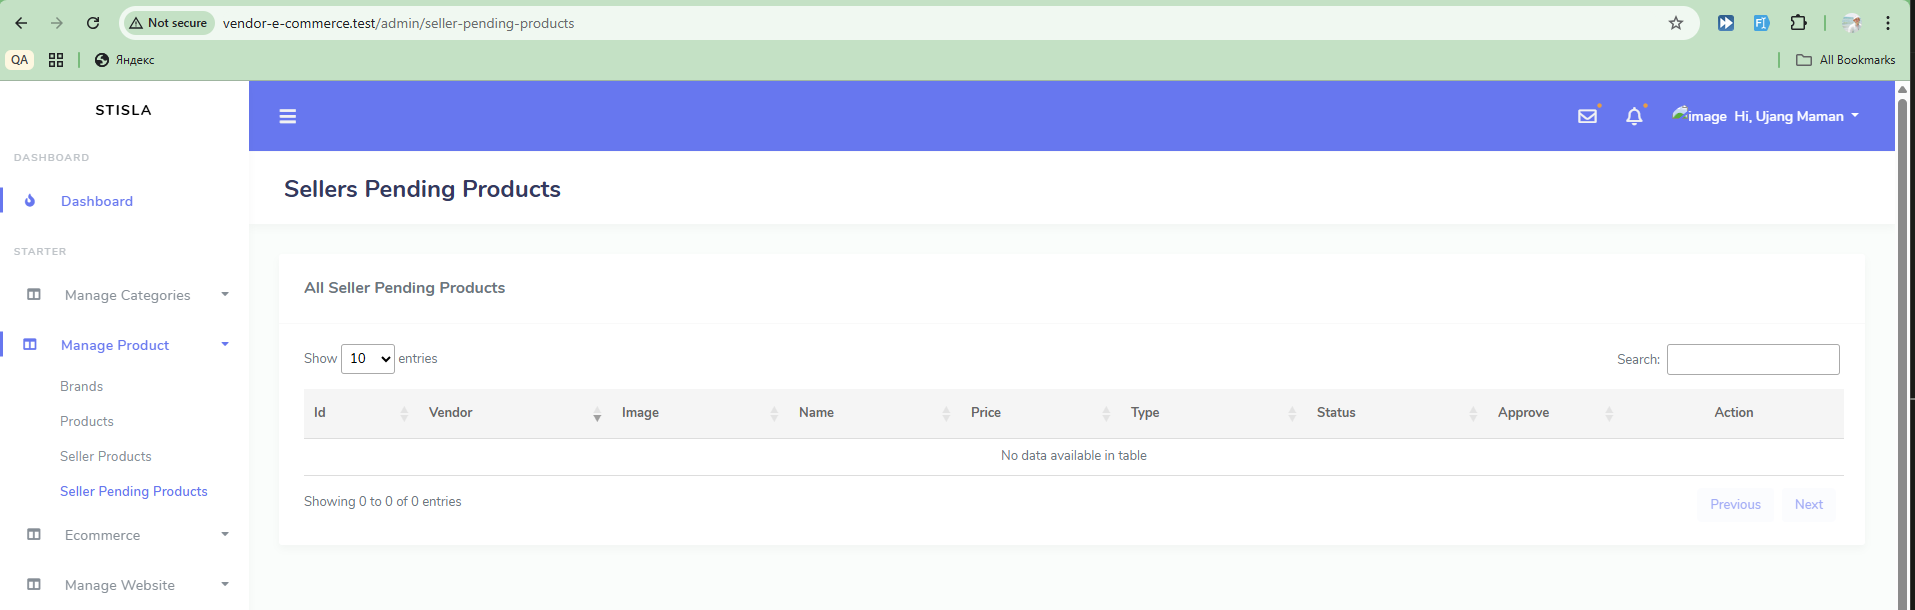 Not secure vendor-e-commerce.test/admin/seller-pending-products
QA Яндекс All Bookmarks
STISLA
image Hi, Ujang Maman
DASHBOARD
Sellers Pending Products
Dashboard
STARTER
Manage Categories
Manage Product
Brands
Products
Seller Products
Seller Pending Products
Ecommerce
Manage Website
All Seller Pending Products
Show 10 entries Search:
Id Vendor Image Name Price Type Status Approve Action
No data available in table
Showing 0 to 0 of 0 entries Previous Next